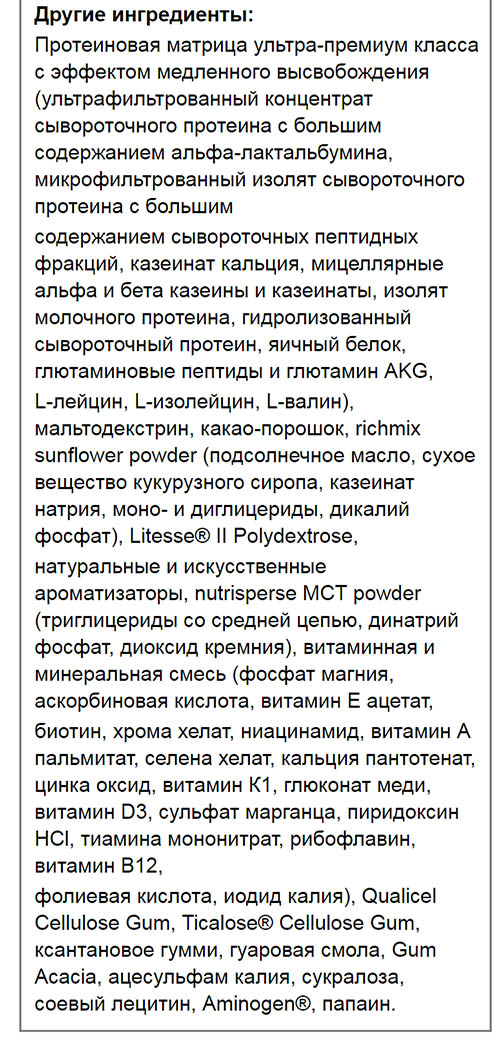 Другие ингредиенты:
Протеиновая матрица ультра-премиум класса
с эффектом медленного высвобождения
(ультрафильтрованный концентрат
сывороточного протеина с большим
содержанием альфа-лактальбумина,
микрофильтрованный изолят сывороточного
протеина с большим
содержанием сывороточных пептидных
фракций, казеинат кальция, мицеллярные
альфа и бета казеины и казеинаты, изолят
молочного протеина, гидролизованный
сывороточный протеин, яичный белок,
глютаминовые пептиды и глютамин AKG,
L-лейцин, L-изолейцин, L-валин),
мальтодекстрин, какао-порошок, richmix
sunflower powder (подсолнечное масло, сухое
вещество кукурузного сиропа, казеинат
натрия, моно- и диглицериды, дикалий
фосфат), Litesse® II Polydextrose,
натуральные и искусственные
ароматизаторы, nutrisperse MCT powder
(триглицериды со средней цепью, динатрий
фосфат, диоксид кремния), витаминная и
минеральная смесь (фосфат магния,
аскорбиновая кислота, витамин Е ацетат,
биотин, хрома хелат, ниацинамид, витамин А
пальмитат, селена хелат, кальция пантотенат,
цинка оксид, витамин К1, глюконат меди,
витамин D3, сульфат марганца, пиридоксин
HCl, тиамина мононитрат, рибофлавин,
витамин В12,
фолиевая кислота, иодид калия), Qualicel
Cellulose Gum, Ticalose® Cellulose Gum,
ксантановое гумми, гуаровая смола, Gum
Acacia, ацесульфам калия, сукралоза,
соевый лецитин, Aminogen®, папаин.